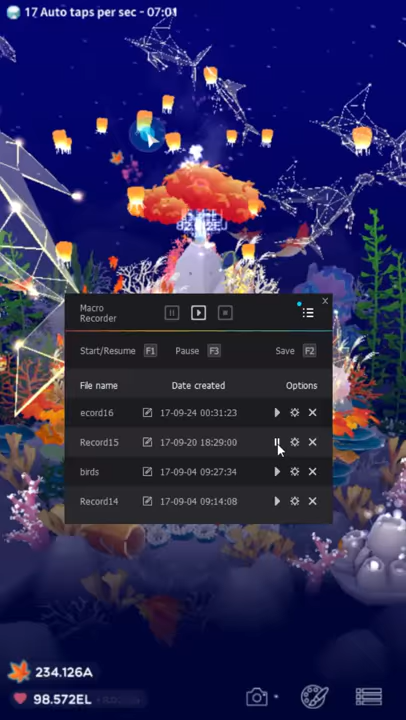 17 Auto taps per sec - 07:01
Macro
Recorder
Start/Resume F1 Pause F3 Save F2
File name Date created Options
ecord16 17-09-24 00:31:23
Record15 17-09-20 18:29:00
birds 17-09-04 09:27:34
Record14 17-09-04 09:14:08
234.126A
98.572EL